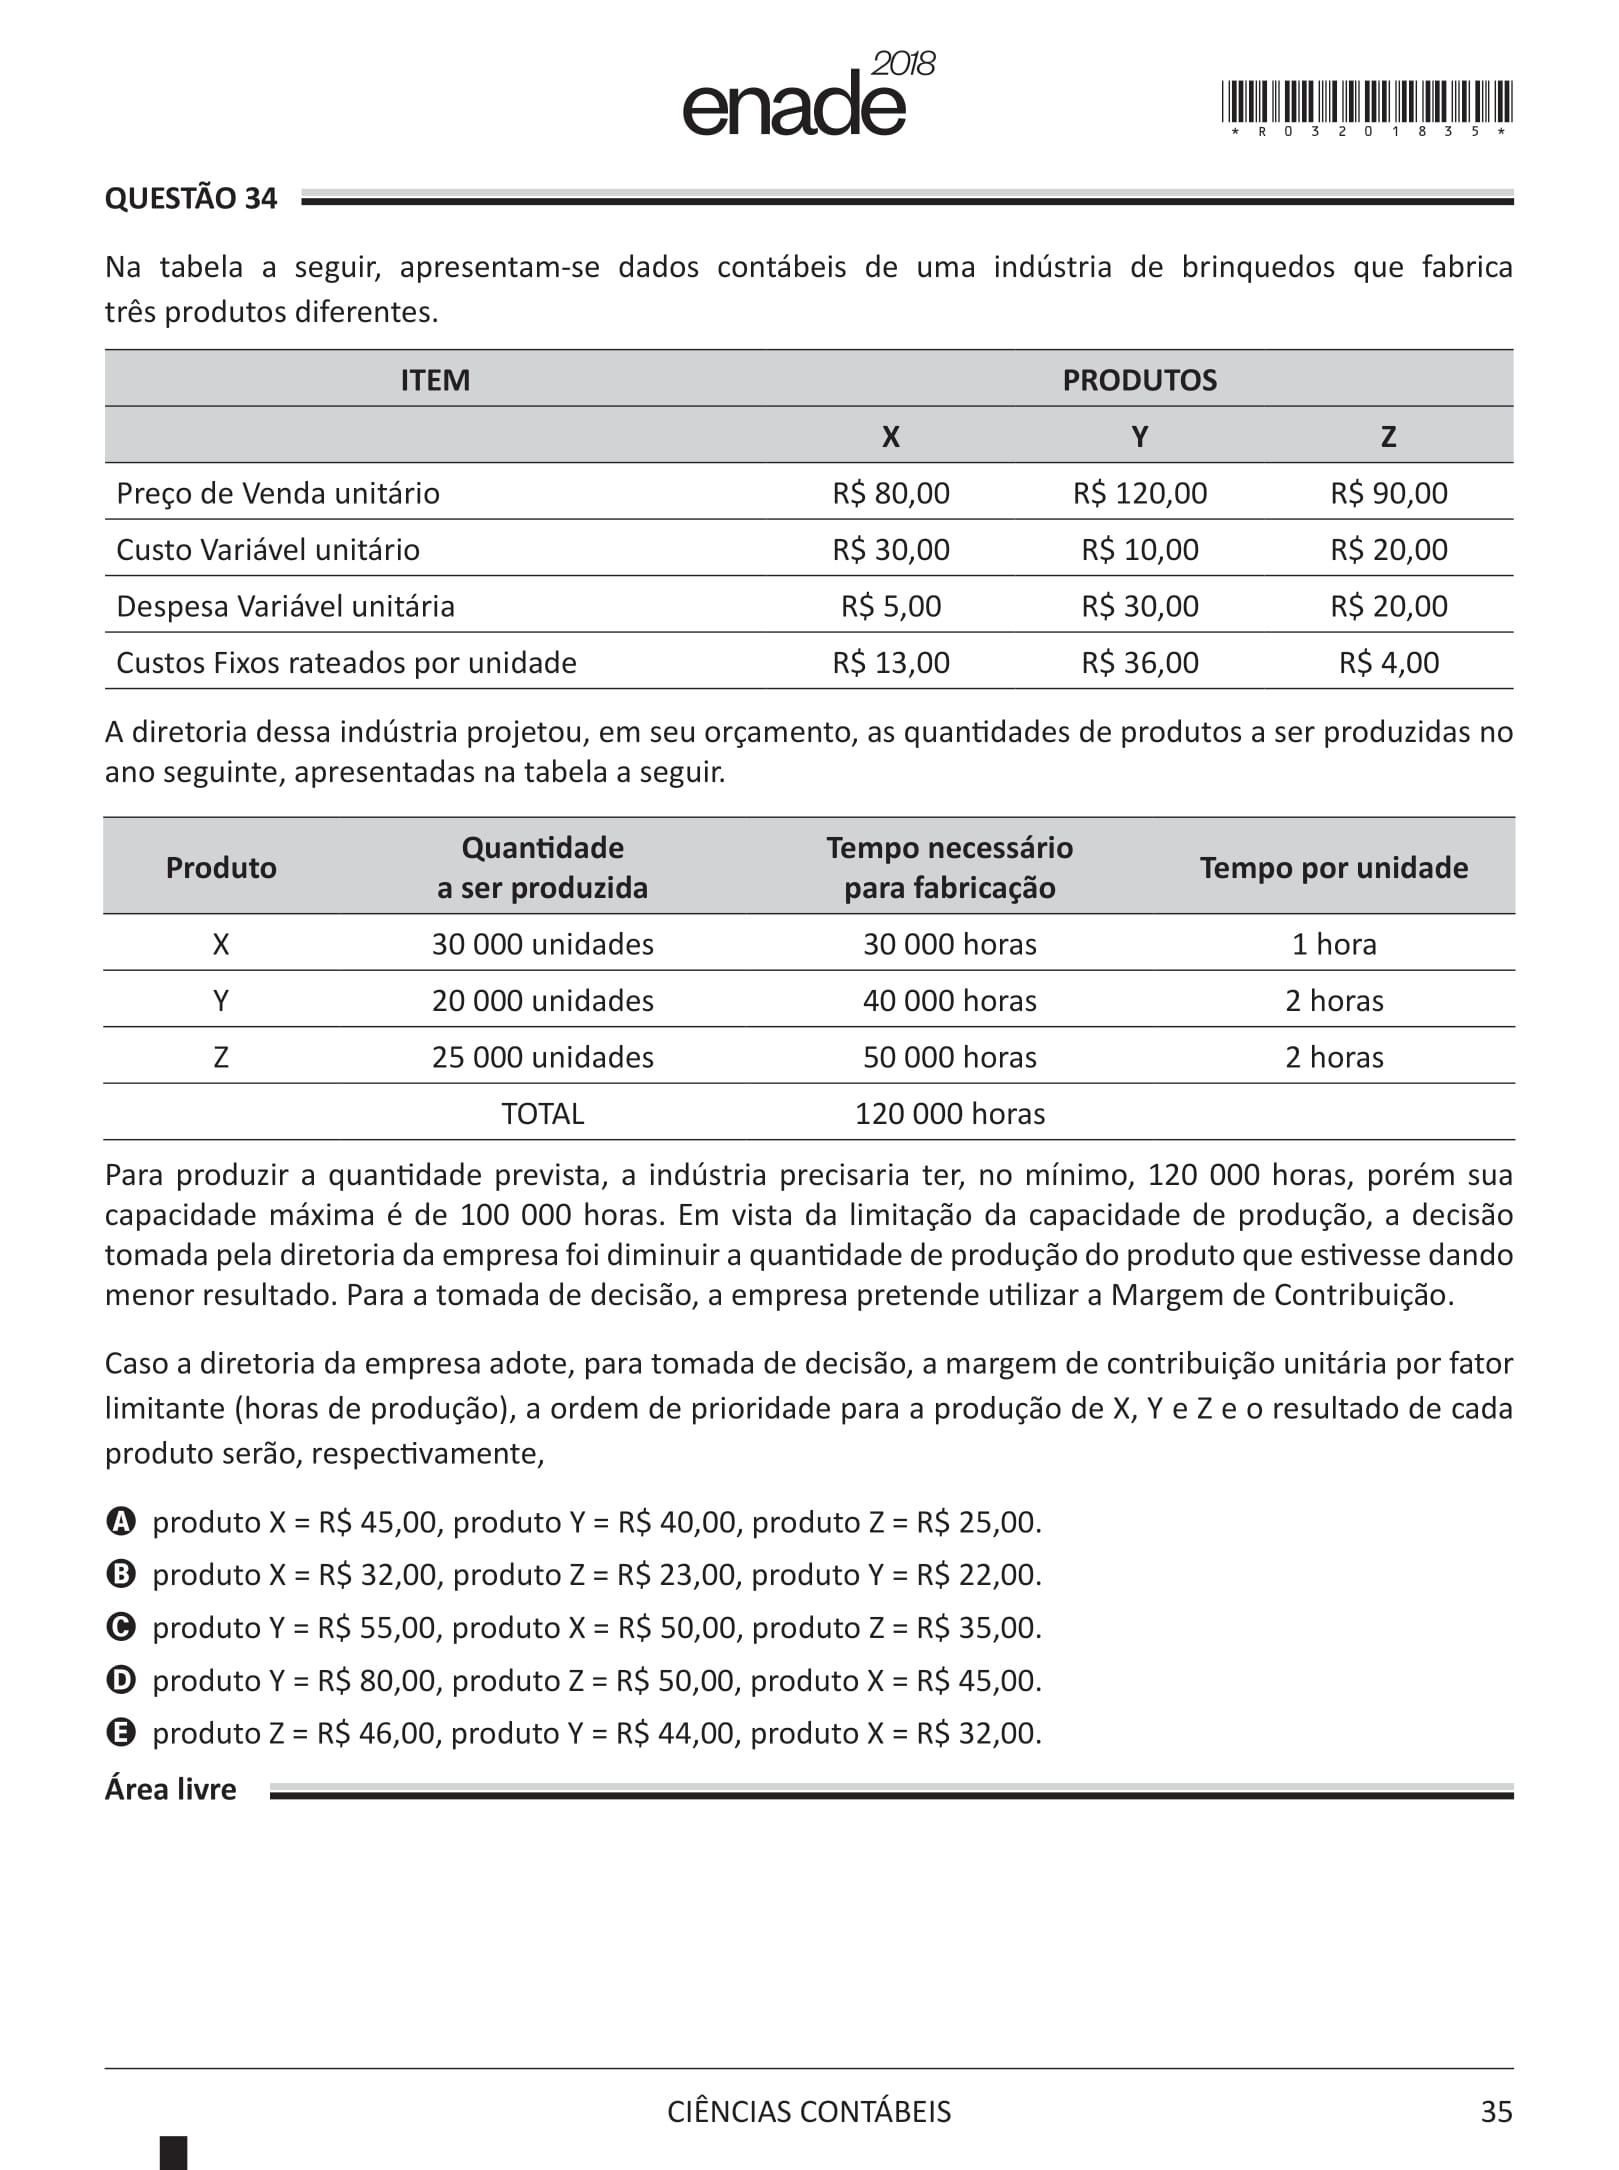 enade 2018
* R 0 3 2 0 1 8 3 5 *
QUESTÃO 34
Na tabela a seguir, apresentam-se dados contábeis de uma indústria de brinquedos que fabrica
três produtos diferentes.
ITEM PRODUTOS
X Y Z
Preço de Venda unitário R$ 80,00 R$ 120,00 R$ 90,00
Custo Variável unitário R$ 30,00 R$ 10,00 R$ 20,00
Despesa Variável unitária R$ 5,00 R$ 30,00 R$ 20,00
Custos Fixos rateados por unidade R$ 13,00 R$ 36,00 R$ 4,00
A diretoria dessa indústria projetou, em seu orçamento, as quantidades de produtos a ser produzidas no
ano seguinte, apresentadas na tabela a seguir.
Produto Quantidade a ser produzida Tempo necessário para fabricação Tempo por unidade
X 30 000 unidades 30 000 horas 1 hora
Y 20 000 unidades 40 000 horas 2 horas
Z 25 000 unidades 50 000 horas 2 horas
TOTAL 120 000 horas
Para produzir a quantidade prevista, a indústria precisaria ter, no mínimo, 120 000 horas, porém sua
capacidade máxima é de 100 000 horas. Em vista da limitação da capacidade de produção, a decisão
tomada pela diretoria da empresa foi diminuir a quantidade de produção do produto que estivesse dando
menor resultado. Para a tomada de decisão, a empresa pretende utilizar a Margem de Contribuição.
Caso a diretoria da empresa adote, para tomada de decisão, a margem de contribuição unitária por fator
limitante (horas de produção), a ordem de prioridade para a produção de X, Y e Z e o resultado de cada
produto serão, respectivamente,
A produto X = R$ 45,00, produto Y = R$ 40,00, produto Z = R$ 25,00.
B produto X = R$ 32,00, produto Z = R$ 23,00, produto Y = R$ 22,00.
C produto Y = R$ 55,00, produto X = R$ 50,00, produto Z = R$ 35,00.
D produto Y = R$ 80,00, produto Z = R$ 50,00, produto X = R$ 45,00.
E produto Z = R$ 46,00, produto Y = R$ 44,00, produto X = R$ 32,00.
Área livre
CIÊNCIAS CONTÁBEIS 35